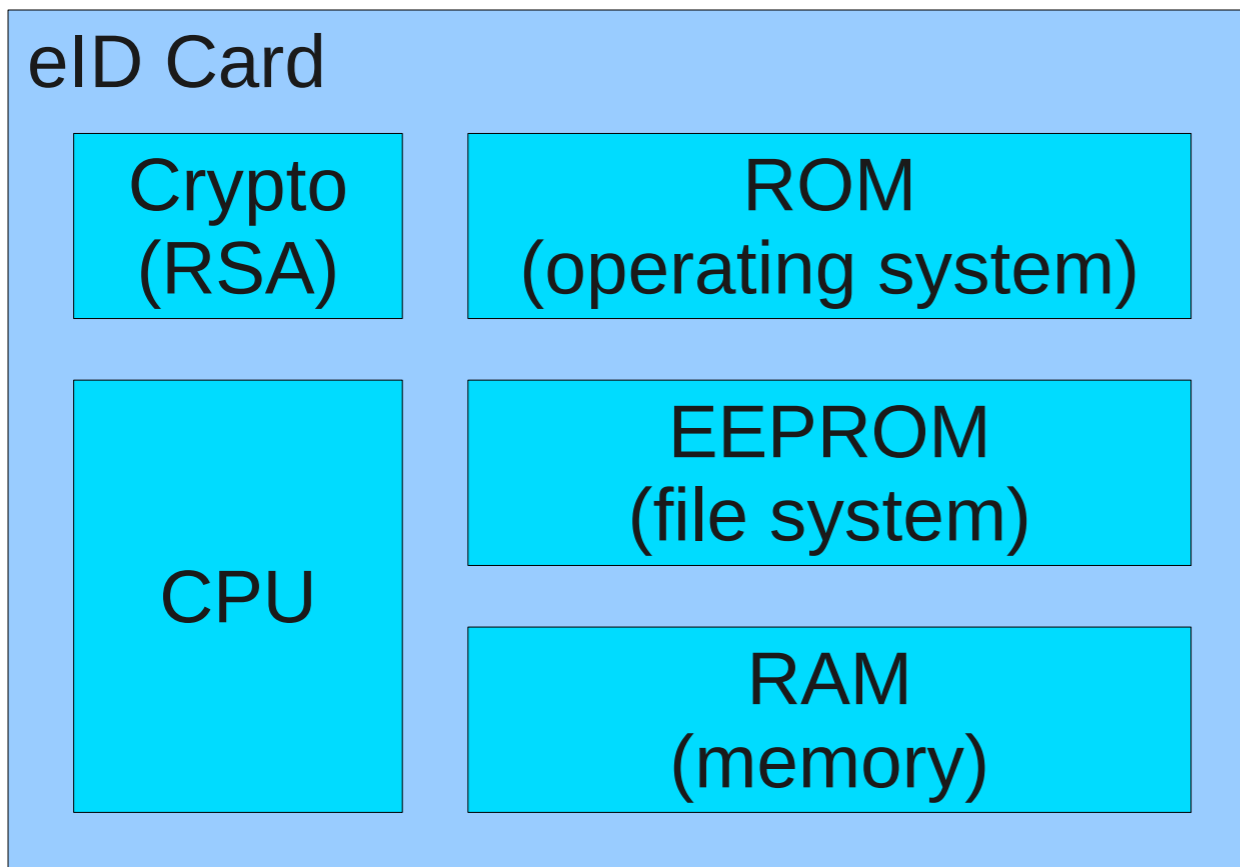 eID Card
Crypto
(RSA)
ROM
(operating system)
CPU
EEPROM
(file system)
RAM
(memory)